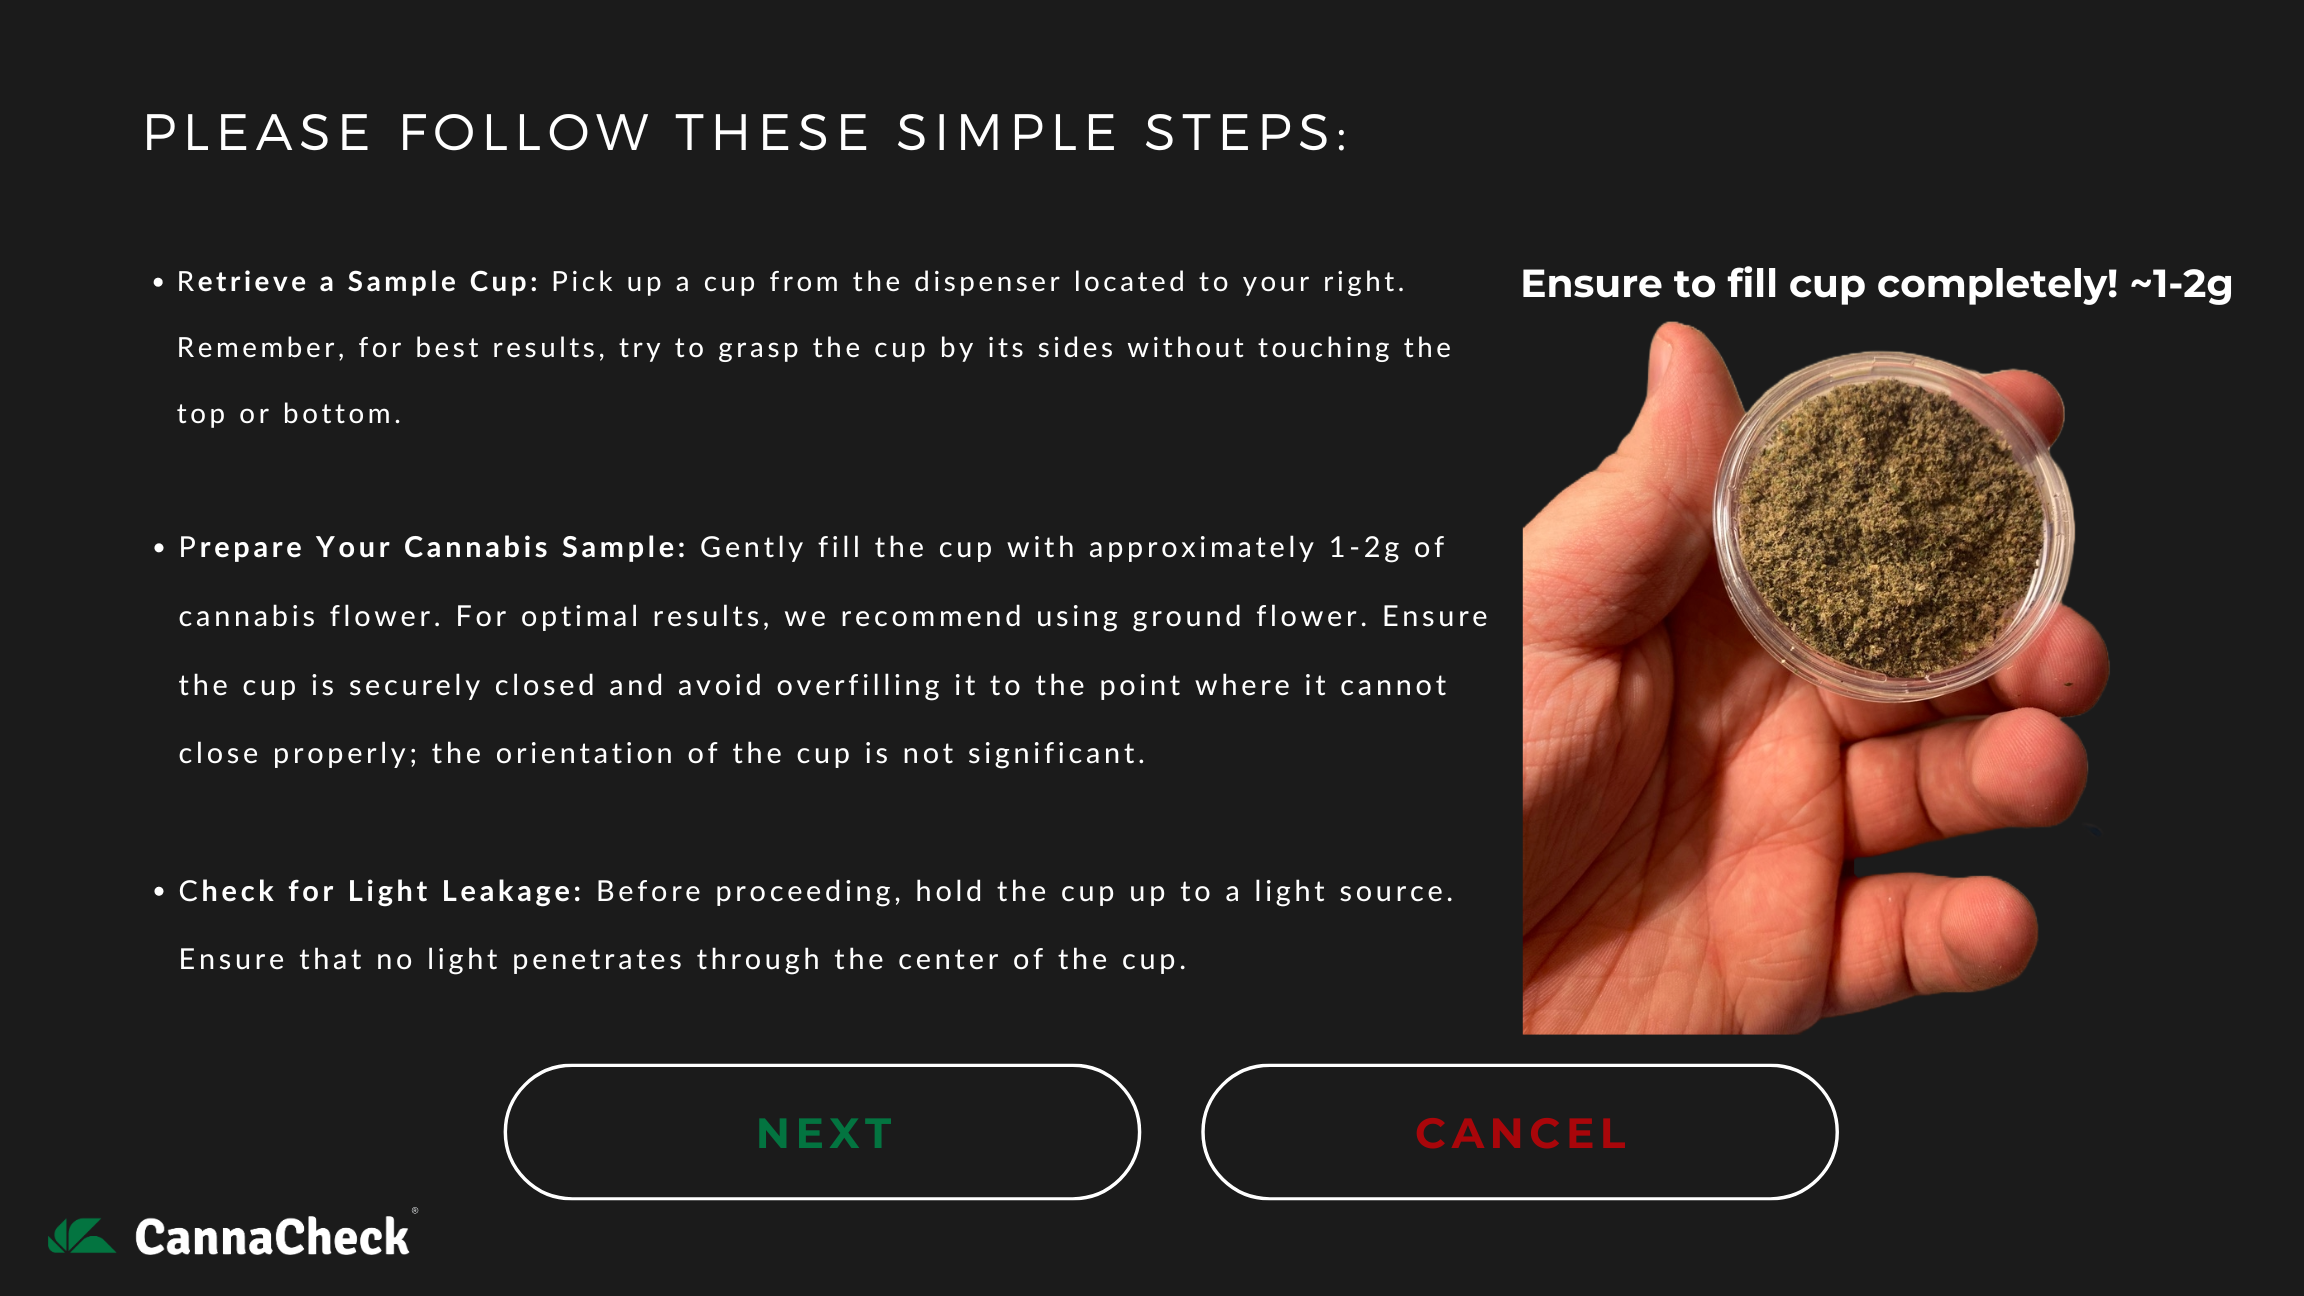 PLEASE FOLLOW THESE SIMPLE STEPS:
• Retrieve a Sample Cup: Pick up a cup from the dispenser located to your right.
Remember, for best results, try to grasp the cup by its sides without touching the
top or bottom.
Ensure to fill cup completely! ~1-2g
• Prepare Your Cannabis Sample: Gently fill the cup with approximately 1-2g of
cannabis flower. For optimal results, we recommend using ground flower. Ensure
the cup is securely closed and avoid overfilling it to the point where it cannot
close properly; the orientation of the cup is not significant.
• Check for Light Leakage: Before proceeding, hold the cup up to a light source.
Ensure that no light penetrates through the center of the cup.
NEXT
CANCEL
CannaCheck®